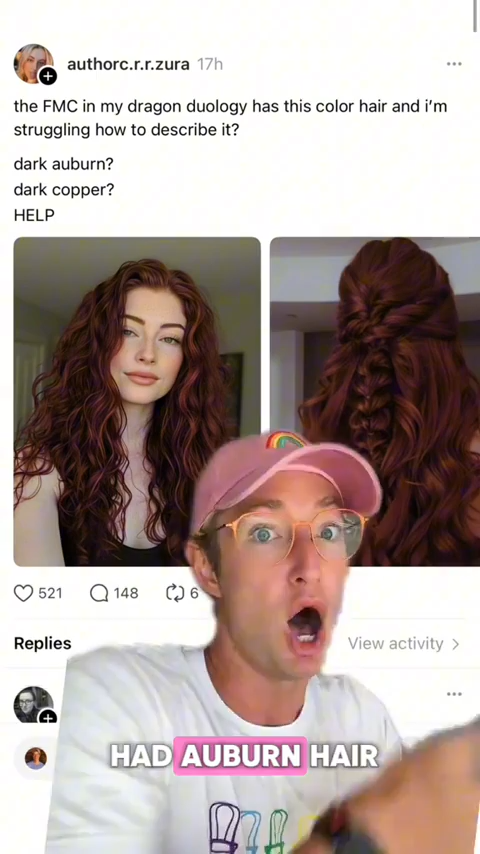 authorc.r.r.zura 17h
the FMC in my dragon duology has this color hair and i’m
struggling how to describe it?
dark auburn?
dark copper?
HELP
521 148 6
Replies View activity
HAD AUBURN HAIR